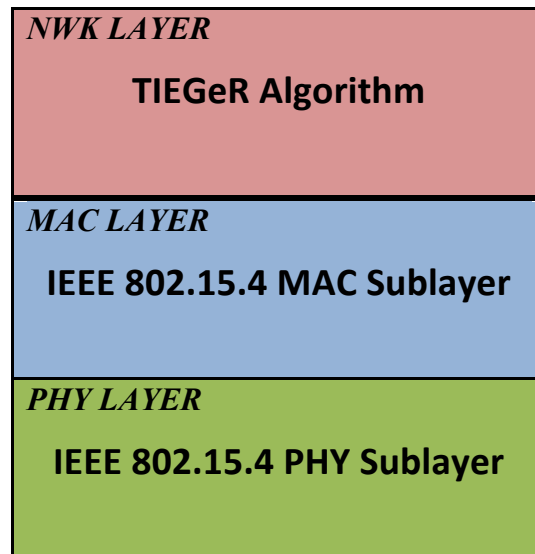 NWK LAYER
TIEGeR Algorithm
MAC LAYER
IEEE 802.15.4 MAC Sublayer
PHY LAYER
IEEE 802.15.4 PHY Sublayer